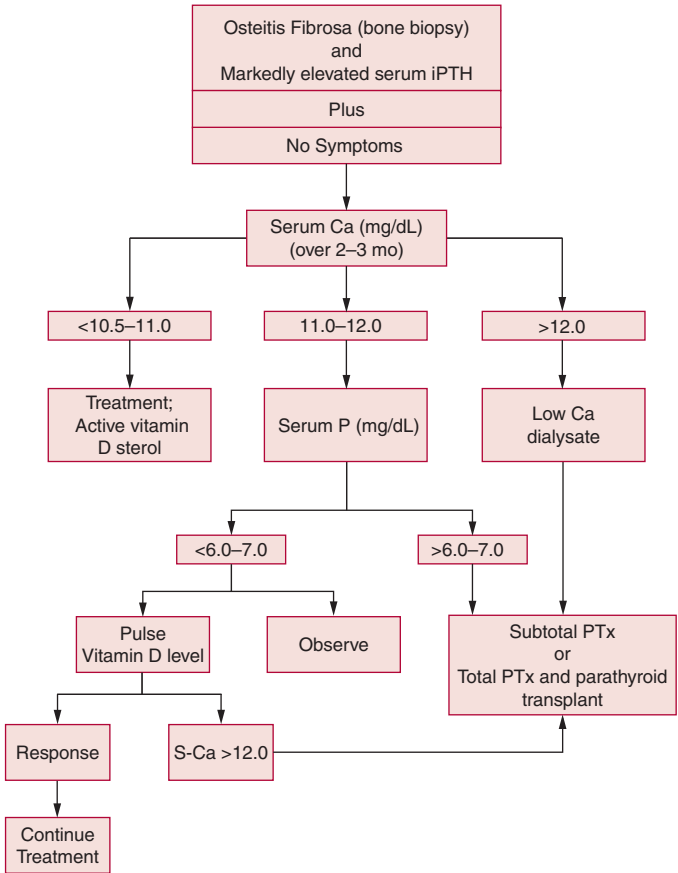 Osteitis Fibrosa (bone biopsy)
and
Markedly elevated serum iPTH
Plus
No Symptoms
Serum Ca (mg/dL)
(over 2–3 mo)
<10.5–11.0
11.0–12.0
>12.0
Treatment;
Active vitamin
D sterol
Serum P (mg/dL)
Low Ca
dialysate
<6.0–7.0
>6.0–7.0
Pulse
Vitamin D level
Observe
Subtotal PTx
or
Total PTx and parathyroid
transplant
Response
S-Ca >12.0
Continue
Treatment